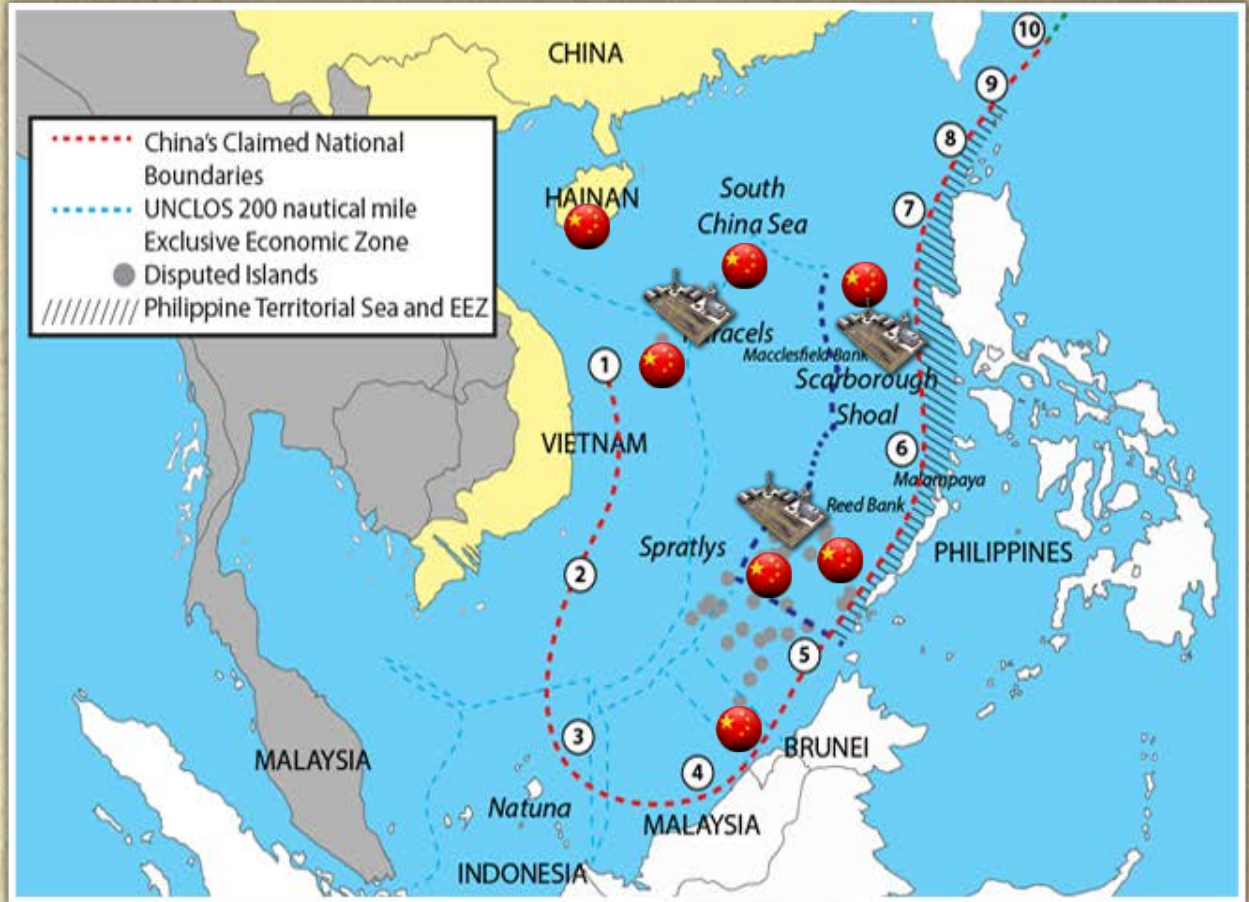 10
CHINA
9
China's Claimed National
Boundaries
UNCLOS 200 nautical mile
Exclusive Economic Zone
Disputed Islands
Philippine Territorial Sea and EEZ
8
HAINAN
South
China Sea
7
Paracels
Macclesfield Bank
1
Scarborough
Shoal
VIETNAM
6
Malampaya
Reed Bank
Spratlys
PHILIPPINES
2
5
3
BRUNEI
MALAYSIA
4
Natuna
MALAYSIA
INDONESIA